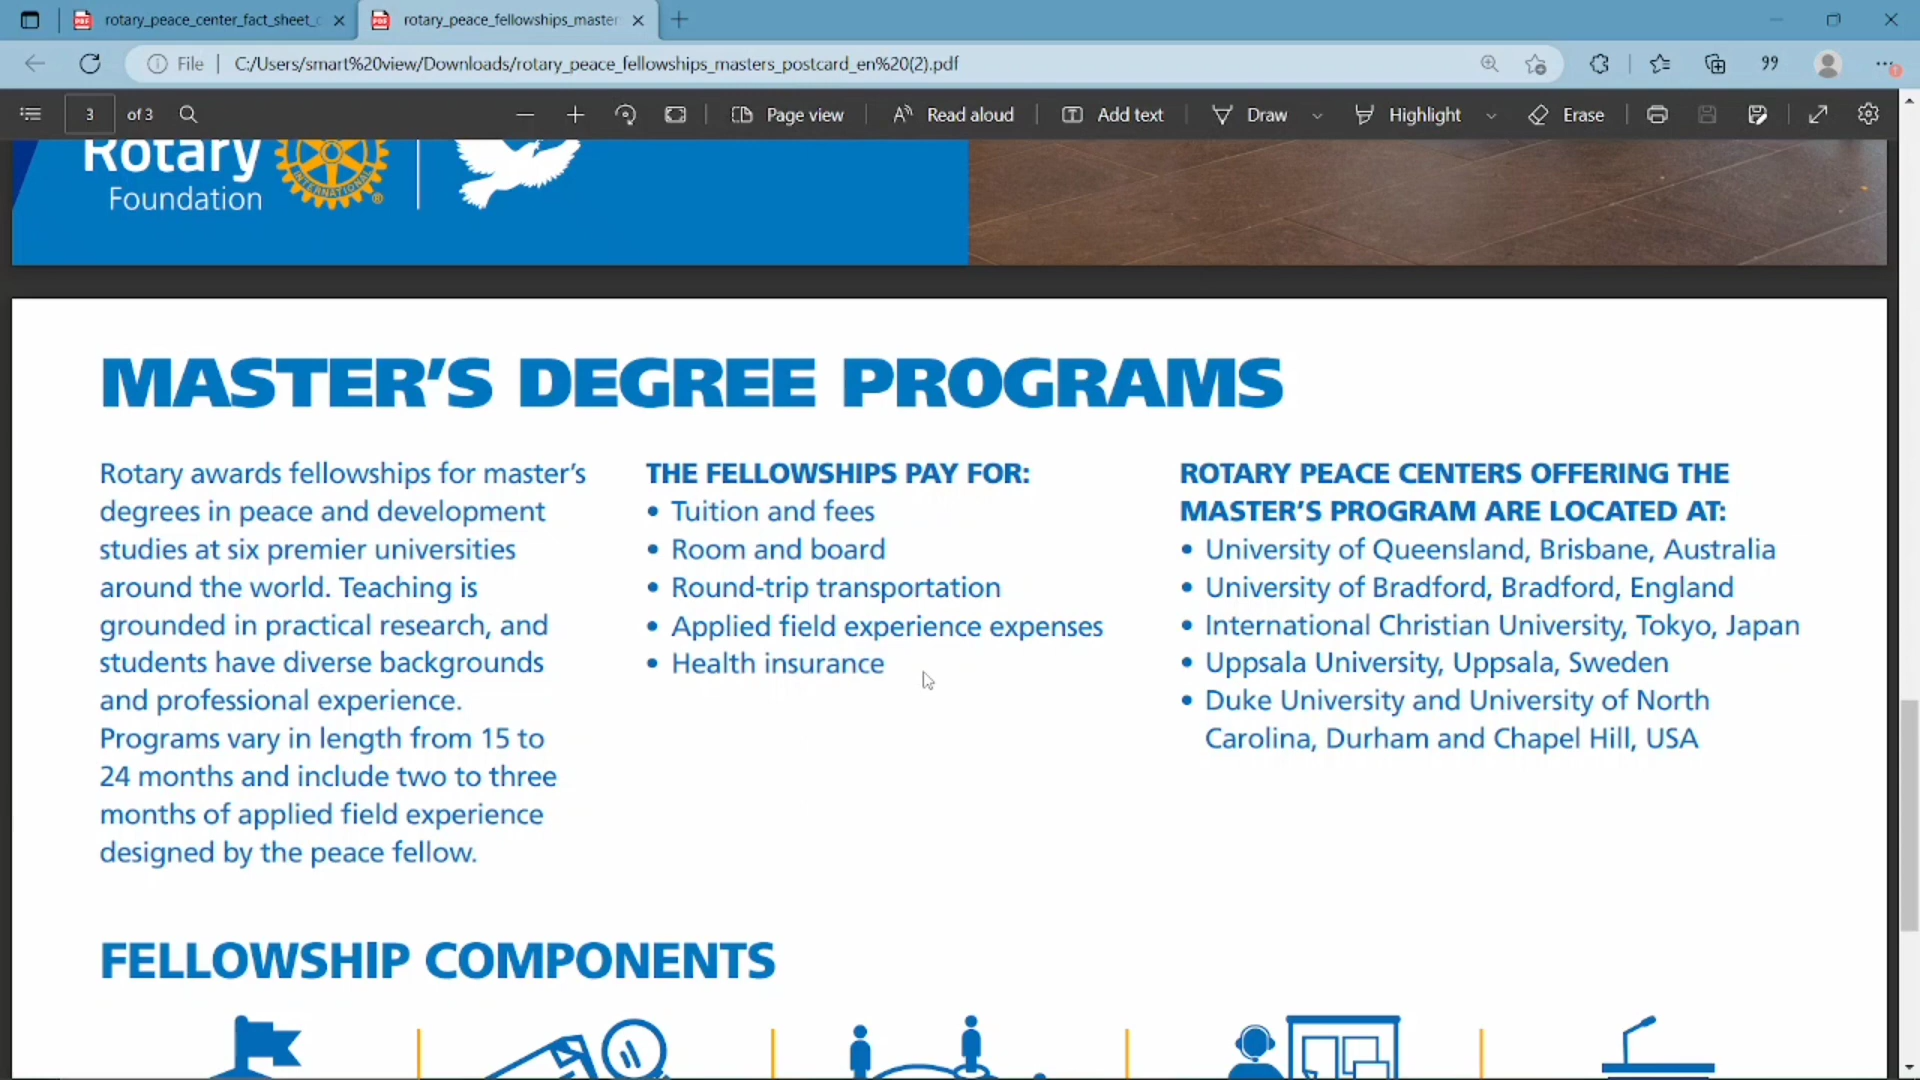 rotary_peace_center_fact_sheet_
rotary_peace_fellowships_master
File
C:/Users/smart%20view/Downloads/rotary_peace_fellowships_masters_postcard_en%20(2).pdf
3 of 3
Page view
Read aloud
Add text
Draw
Highlight
Erase
Rotary
Foundation
INTERNATIONAL
MASTER'S DEGREE PROGRAMS
Rotary awards fellowships for master's
degrees in peace and development
studies at six premier universities
around the world. Teaching is
grounded in practical research, and
students have diverse backgrounds
and professional experience.
Programs vary in length from 15 to
24 months and include two to three
months of applied field experience
designed by the peace fellow.
THE FELLOWSHIPS PAY FOR:
• Tuition and fees
• Room and board
• Round-trip transportation
• Applied field experience expenses
• Health insurance
ROTARY PEACE CENTERS OFFERING THE
MASTER'S PROGRAM ARE LOCATED AT:
• University of Queensland, Brisbane, Australia
• University of Bradford, Bradford, England
• International Christian University, Tokyo, Japan
• Uppsala University, Uppsala, Sweden
• Duke University and University of North
Carolina, Durham and Chapel Hill, USA
FELLOWSHIP COMPONENTS